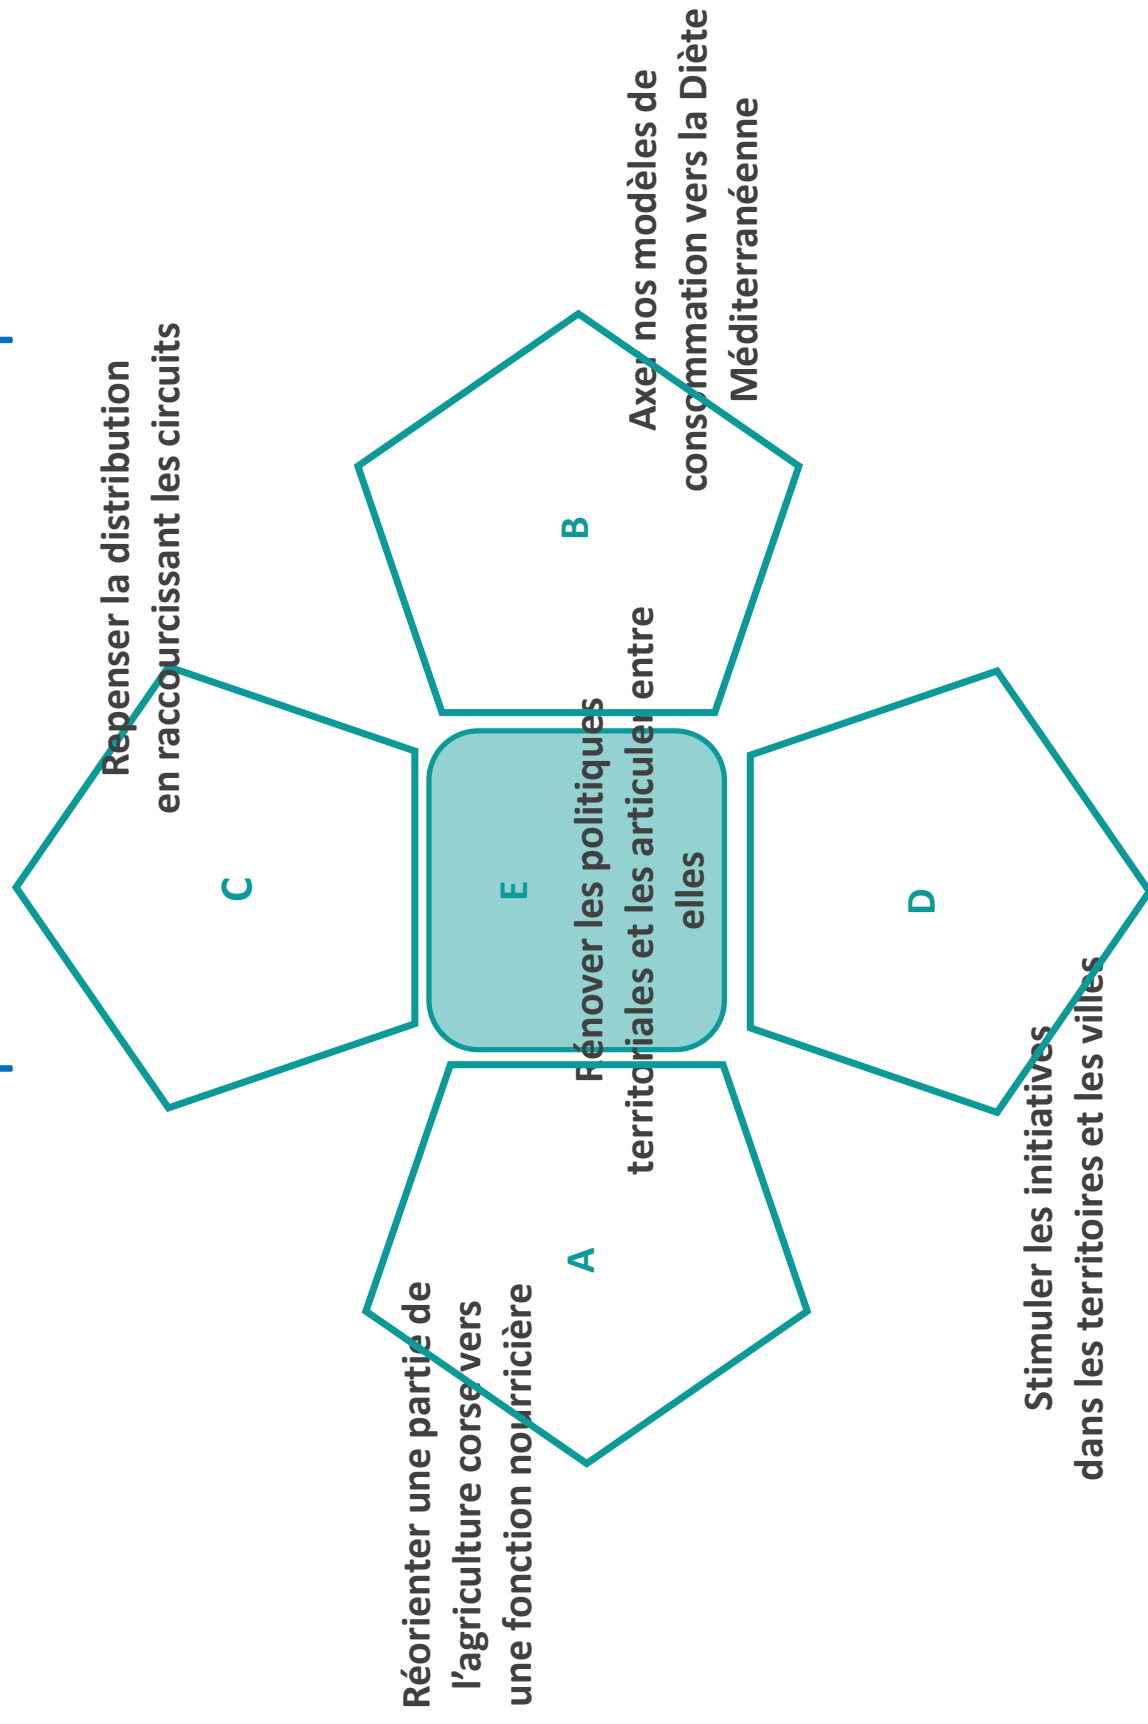 C
Repenser la distribution
en raccourcissant les circuits
A
Réorienter une partie de
l’agriculture corse vers
une fonction nourricière
E
Rénover les politiques
territoriales et les articuler entre
elles
B
Axer nos modèles de
consommation vers la Diète
Méditerranéenne
D
Stimuler les initiatives
dans les territoires et les villes